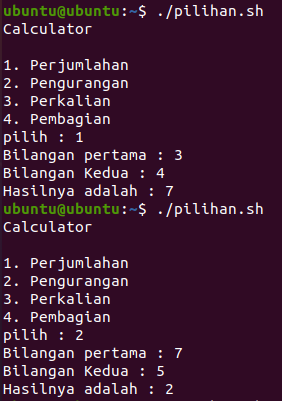 ubuntu@ubuntu:~$ ./pilihan.sh
Calculator
1. Perjumlahan
2. Pengurangan
3. Perkalian
4. Pembagian
pilih : 1
Bilangan pertama : 3
Bilangan Kedua : 4
Hasilnya adalah : 7
ubuntu@ubuntu:~$ ./pilihan.sh
Calculator
1. Perjumlahan
2. Pengurangan
3. Perkalian
4. Pembagian
pilih : 2
Bilangan pertama : 7
Bilangan Kedua : 5
Hasilnya adalah : 2